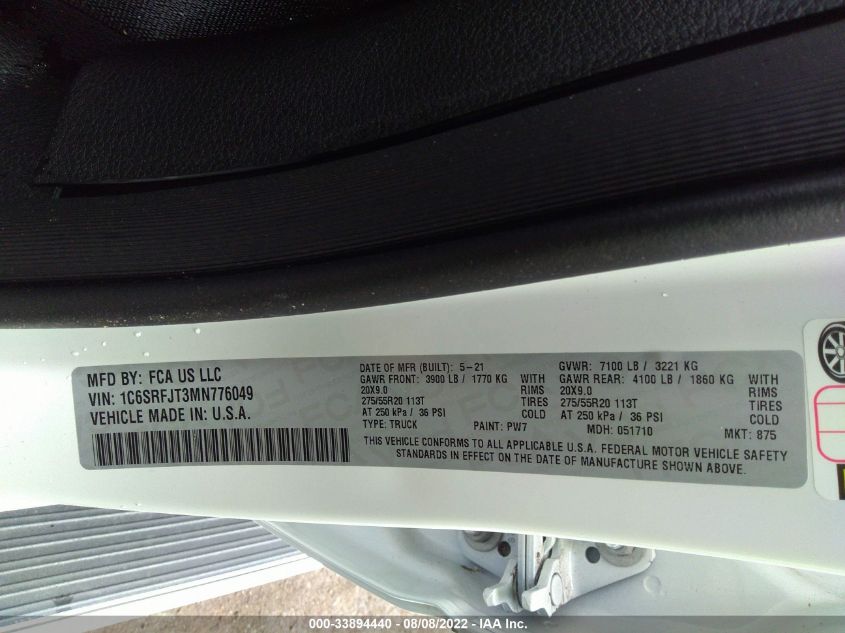 MFD BY: FCA US LLC
VIN: 1C6SRFJT3MN776049
VEHICLE MADE IN: U.S.A.
DATE OF MFR (BUILT): 5-21
GAWR FRONT: 3900 LB / 1770 KG WITH
20X9.0 RIMS
275/55R20 113T TIRES
AT 250 kPa / 36 PSI COLD
TYPE: TRUCK PAINT: PW7
GVWR: 7100 LB / 3221 KG
GAWR REAR: 4100 LB / 1860 KG WITH
20X9.0 RIMS
275/55R20 113T TIRES
AT 250 kPa / 36 PSI COLD
MDH: 051710 MKT: 875
THIS VEHICLE CONFORMS TO ALL APPLICABLE U.S.A. FEDERAL MOTOR VEHICLE SAFETY
STANDARDS IN EFFECT ON THE DATE OF MANUFACTURE SHOWN ABOVE.
000-33894440 - 08/08/2022 - IAA Inc.